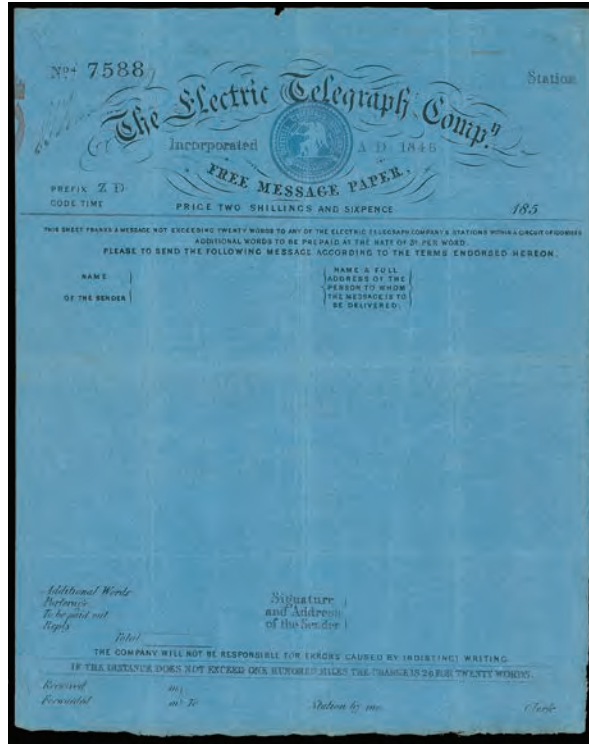 No. 7588
Station
The Electric Telegraph Compy.
Incorporated A.D. 1846
FREE MESSAGE PAPER.
PREFIX Z D
CODE TIME
PRICE TWO SHILLINGS AND SIXPENCE
185
THIS SHEET FRANKS A MESSAGE NOT EXCEEDING TWENTY WORDS TO ANY OF THE ELECTRIC TELEGRAPH COMPANY'S STATIONS WITHIN A CIRCUIT OF
ADDITIONAL WORDS TO BE PREPAID AT THE RATE OF PER WORD.
PLEASE TO SEND THE FOLLOWING MESSAGE ACCORDING TO THE TERMS ENDORSED HEREON.
NAME
OF THE SENDER
NAME & FULL
ADDRESS OF THE
PERSON TO WHOM
THE MESSAGE IS TO
BE DELIVERED.
Additional Words
Porterage
To be paid out
Reply
Total
Signature
and Address
of the Sender
THE COMPANY WILL NOT BE RESPONSIBLE FOR ERRORS CAUSED BY INDISTINCT WRITING
IF THE DISTANCE DOES NOT EXCEED ONE HUNDRED MILES THE CHARGE IS 2/6 FOR TWENTY WORDS.
Received m;
Forwarded m; To Station by me Clerk